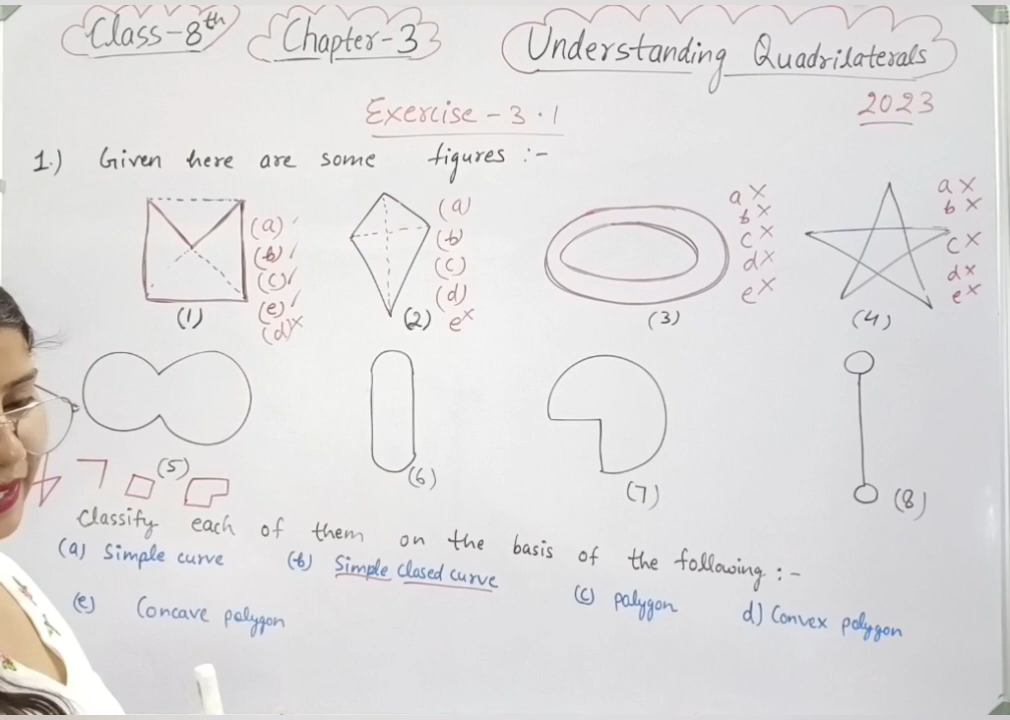 Class-8th Chapter-3 Understanding Quadrilaterals
Exercise - 3.1 2023
1.) Given here are some figures :-
(a) ✓
(b) ✓
(c) ✓
(e) ✓
(d) ×
(1)
(a)
(b)
(c)
(d)
e×
(2)
a ×
b ×
c ×
d ×
e ×
(3)
a ×
b ×
c ×
d ×
e ×
(4)
(5)
(6)
(7)
(8)
Classify each of them on the basis of the following :-
(a) Simple curve (b) Simple closed curve (c) polygon d) Convex polygon
(e) Concave polygon